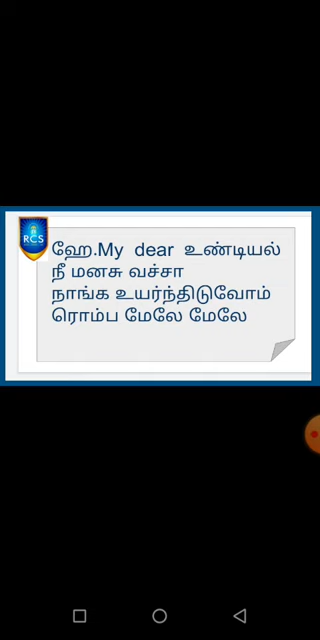 RCS
ஹே.My dear உண்டியல்
நீ மனசு வச்சா
நாங்க உயர்ந்திடுவோம்
ரொம்ப மேலே மேலே